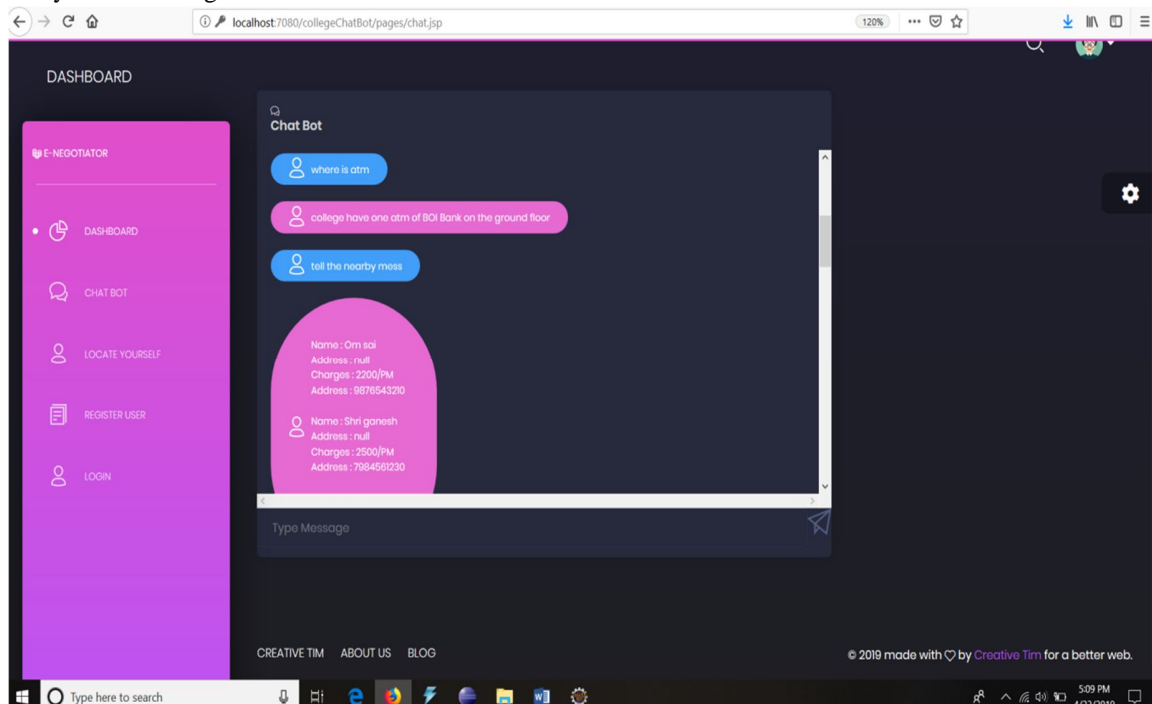 localhost:7080/collegeChatBot/pages/chat.jsp
120%
DASHBOARD
E-NEGOTIATOR
DASHBOARD
CHAT BOT
LOCATE YOURSELF
REGISTER USER
LOGIN
Chat Bot
where is atm
college have one atm of BOI Bank on the ground floor
tell the nearby mess
Name : Om sai
Address : null
Charges : 2200/PM
Address : 9876543210
Name : Shri ganesh
Address : null
Charges : 2500/PM
Address : 7984561230
Type Message
CREATIVE TIM ABOUT US BLOG
© 2019 made with by Creative Tim for a better web.
Type here to search
5:09 PM